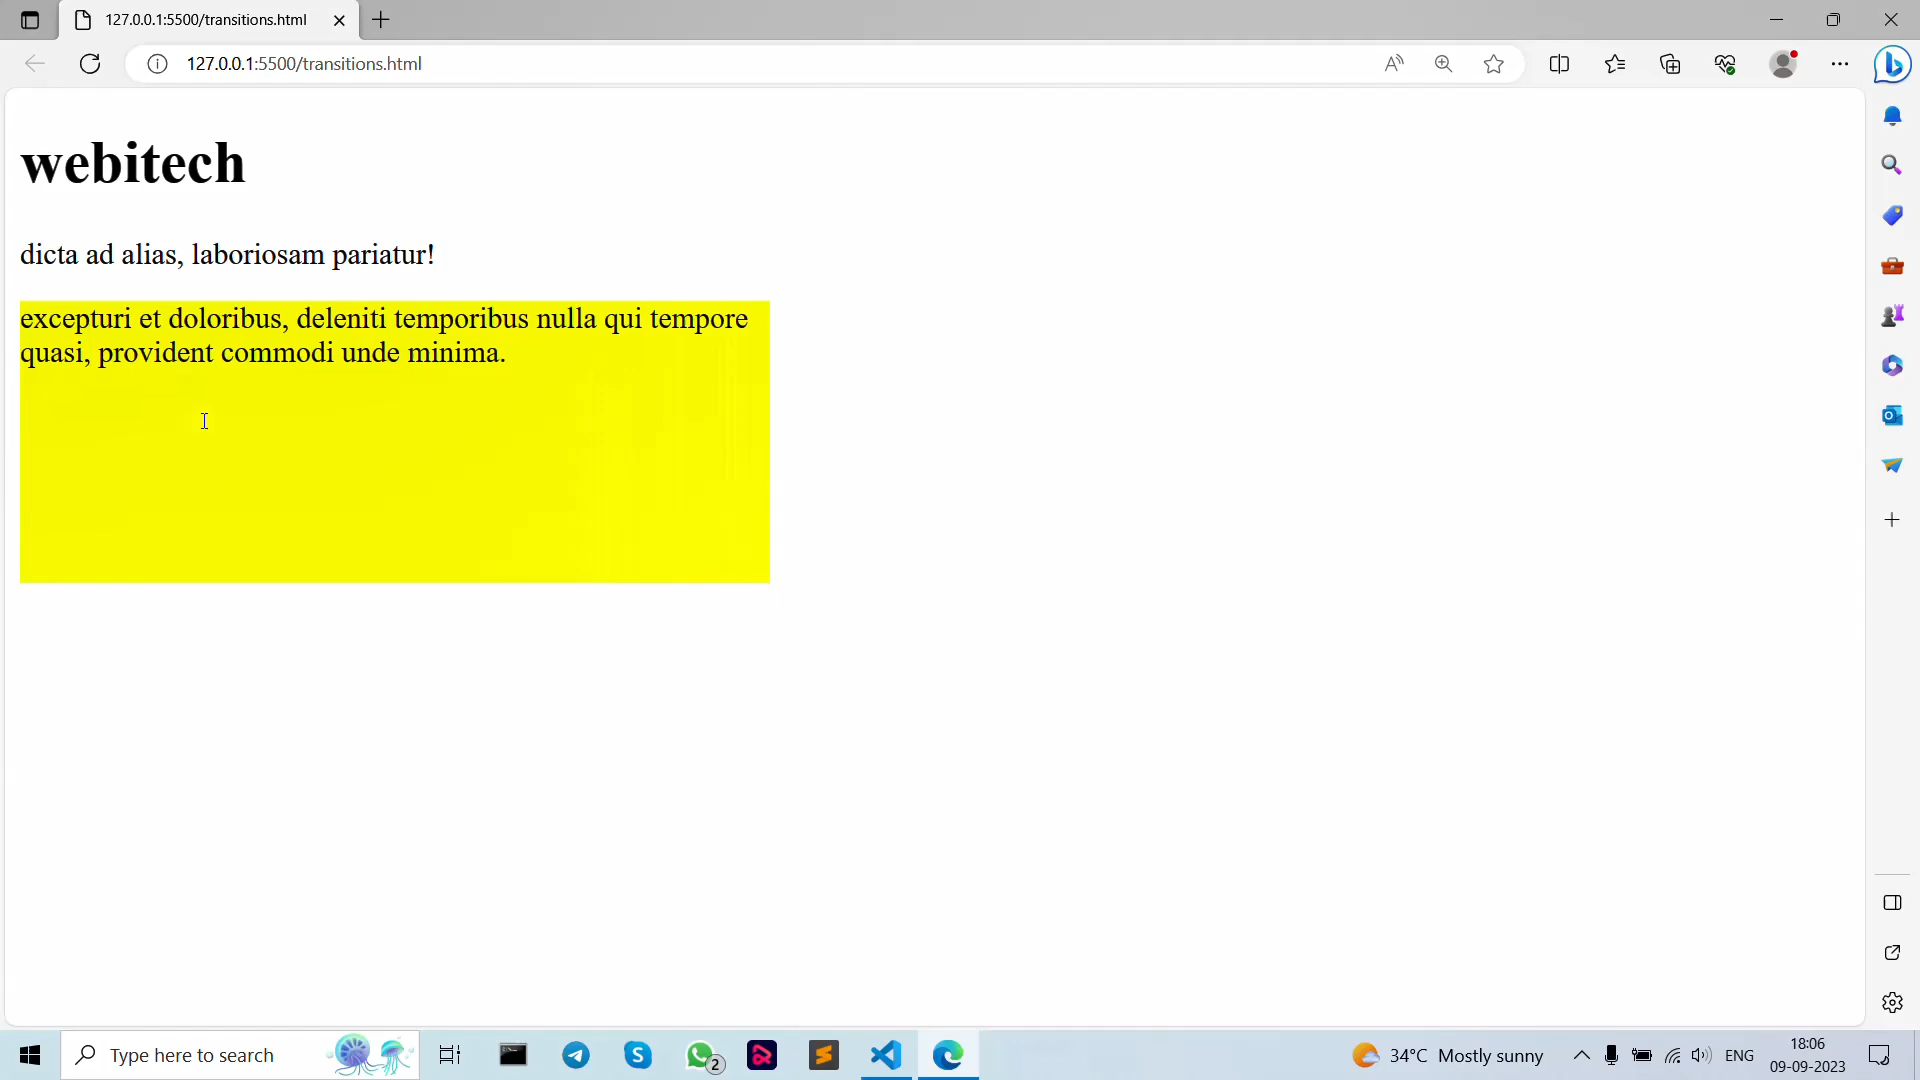 127.0.0.1:5500/transitions.html
127.0.0.1:5500/transitions.html
webitech
dicta ad alias, laboriosam pariatur!
excepturi et doloribus, deleniti temporibus nulla qui tempore
quasi, provident commodi unde minima.
Type here to search
2
34°C Mostly sunny
ENG
18:06
09-09-2023